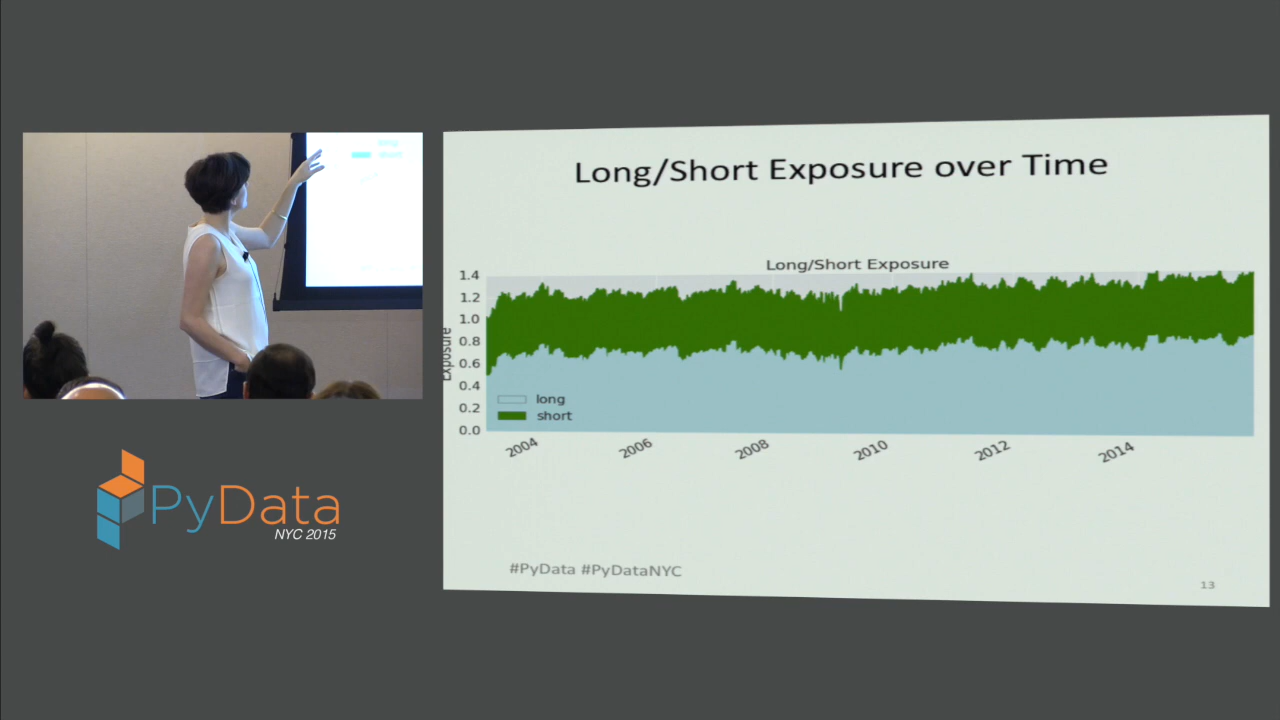 Long/Short Exposure over Time
Long/Short Exposure
1.4
1.2
1.0
0.8
0.6
0.4
0.2
0.0
Exposure
long
short
2004
2006
2008
2010
2012
2014
#PyData #PyDataNYC
13
PyData
NYC 2015